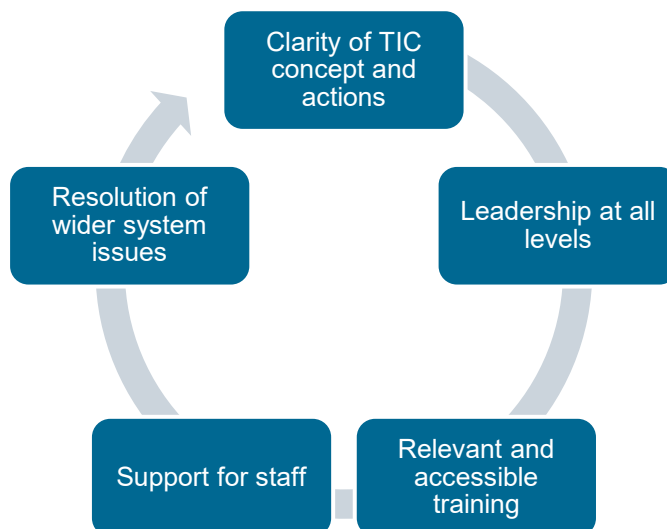 Clarity of TIC
concept and
actions
Leadership at all
levels
Relevant and
accessible
training
Support for staff
Resolution of
wider system
issues